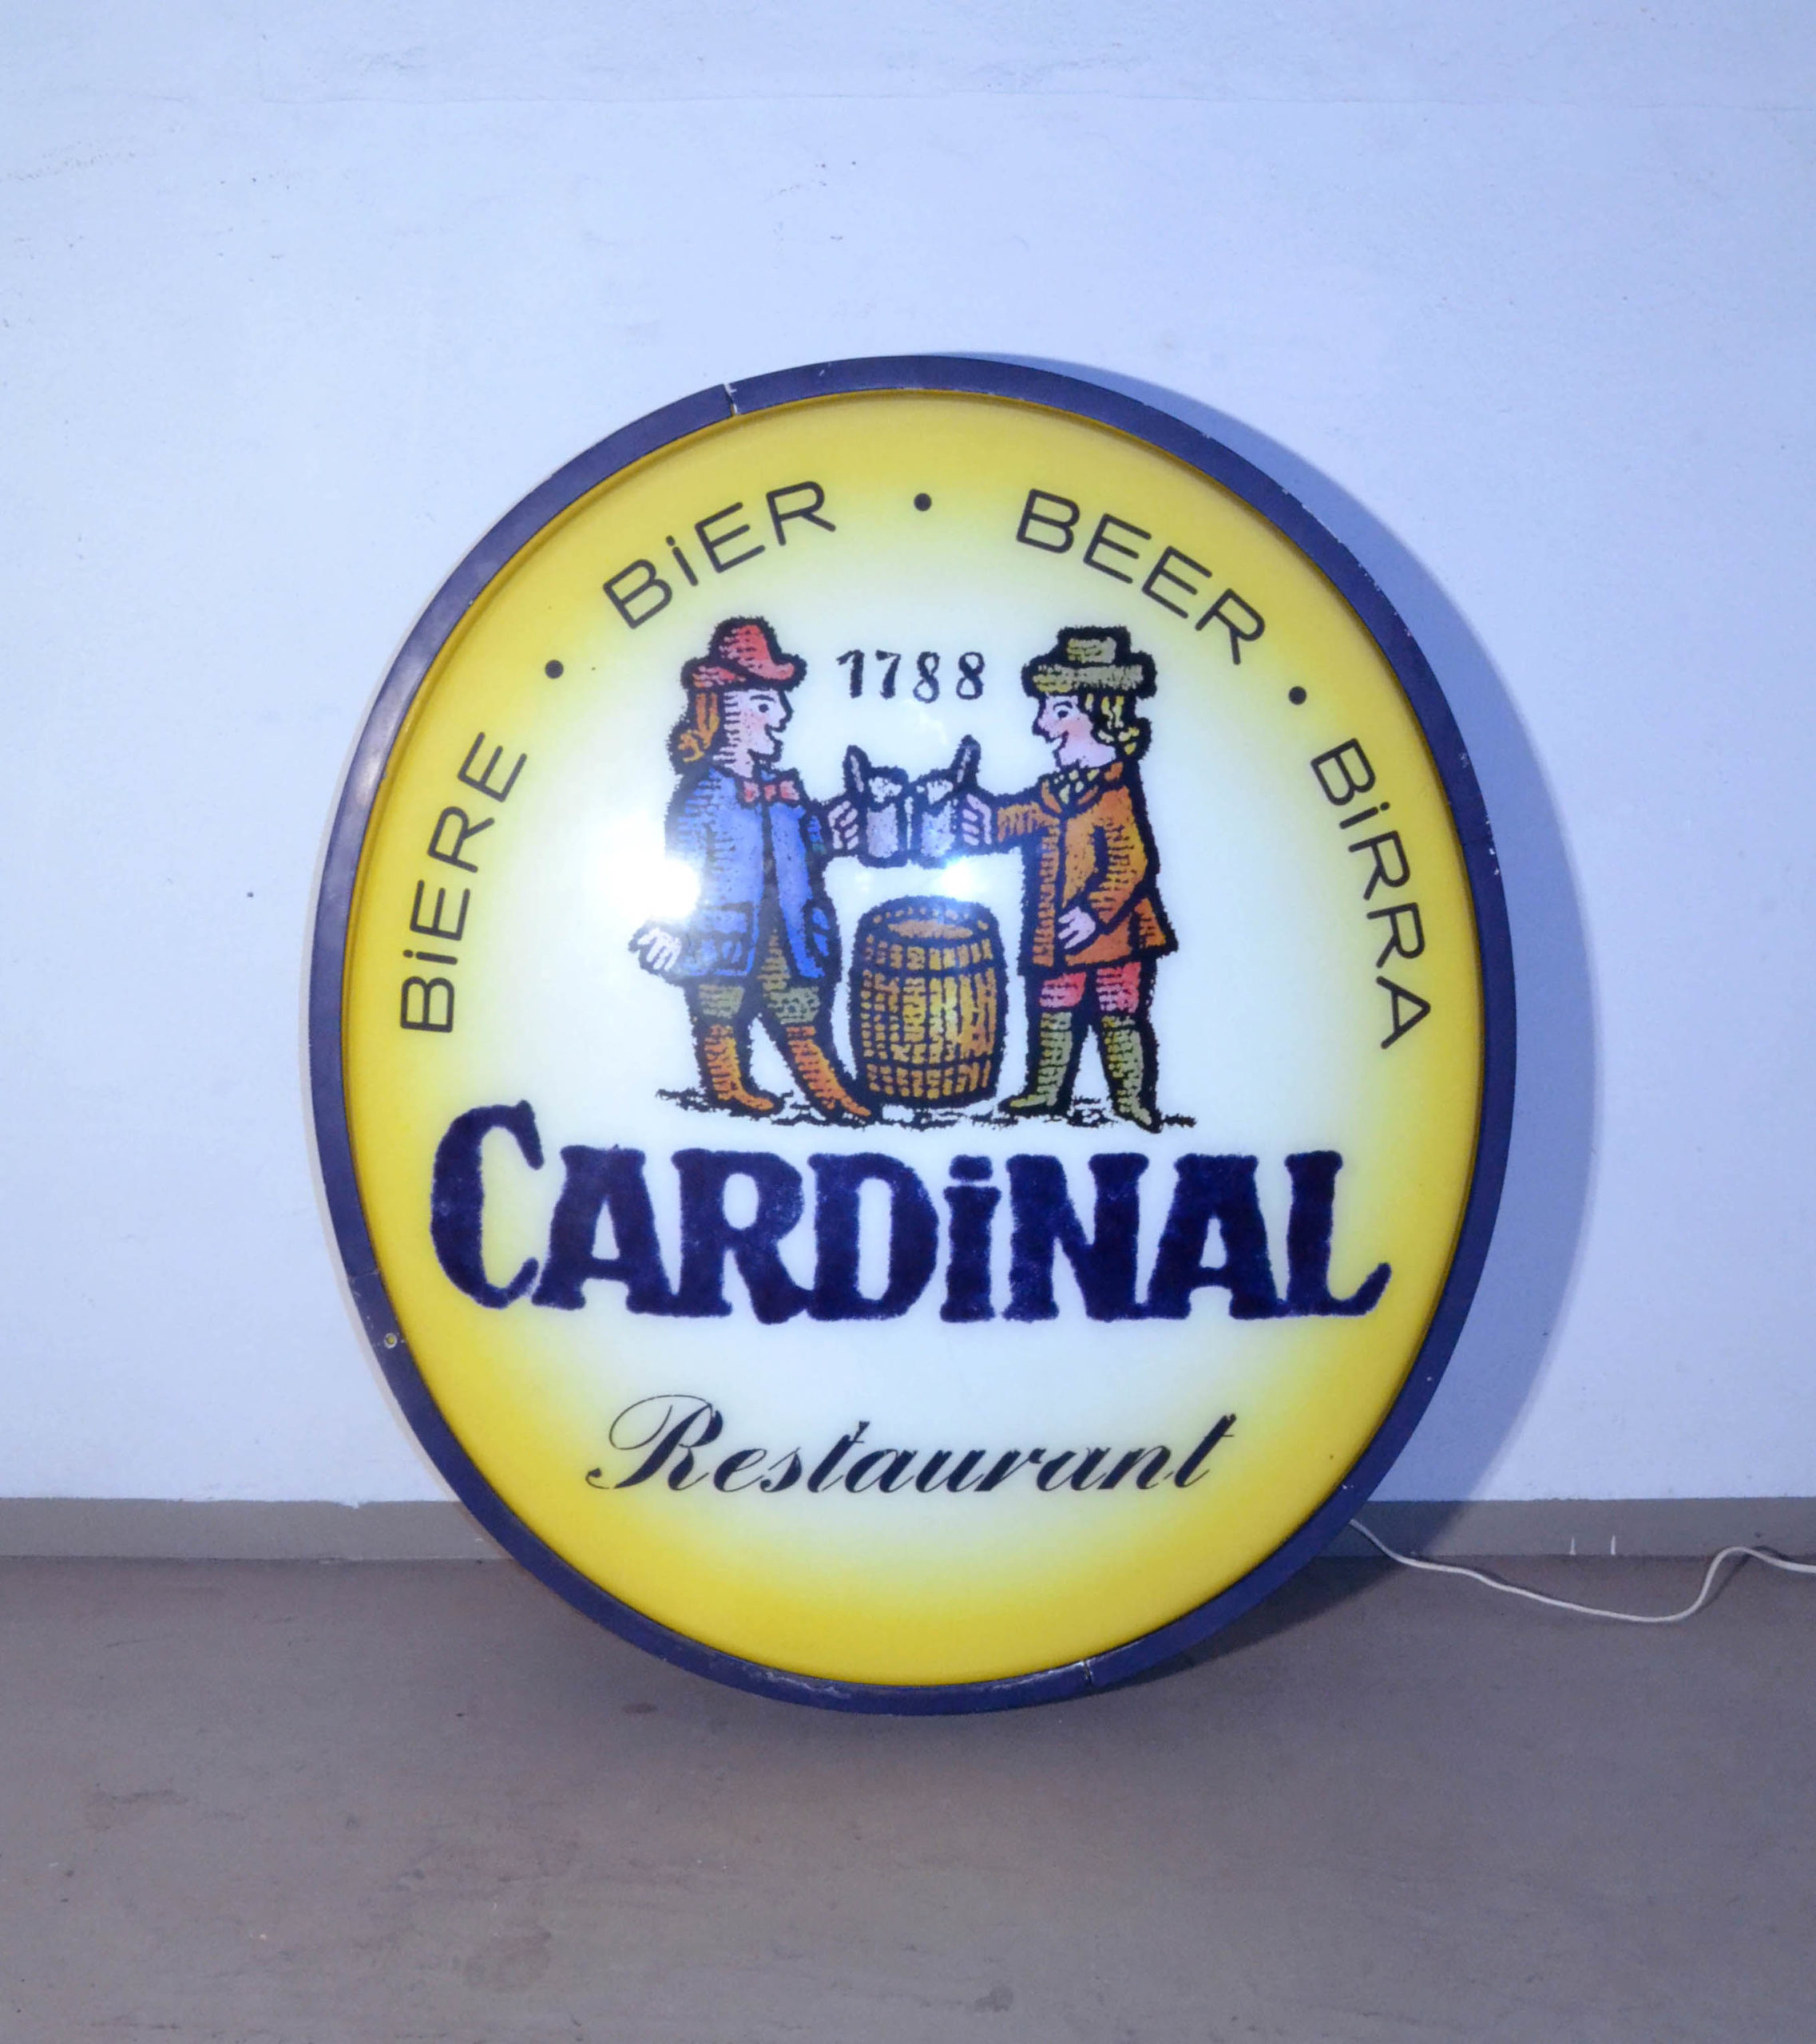 BiERE • BiER • BEER • BiRRA
1788
CARDiNAL
Restaurant